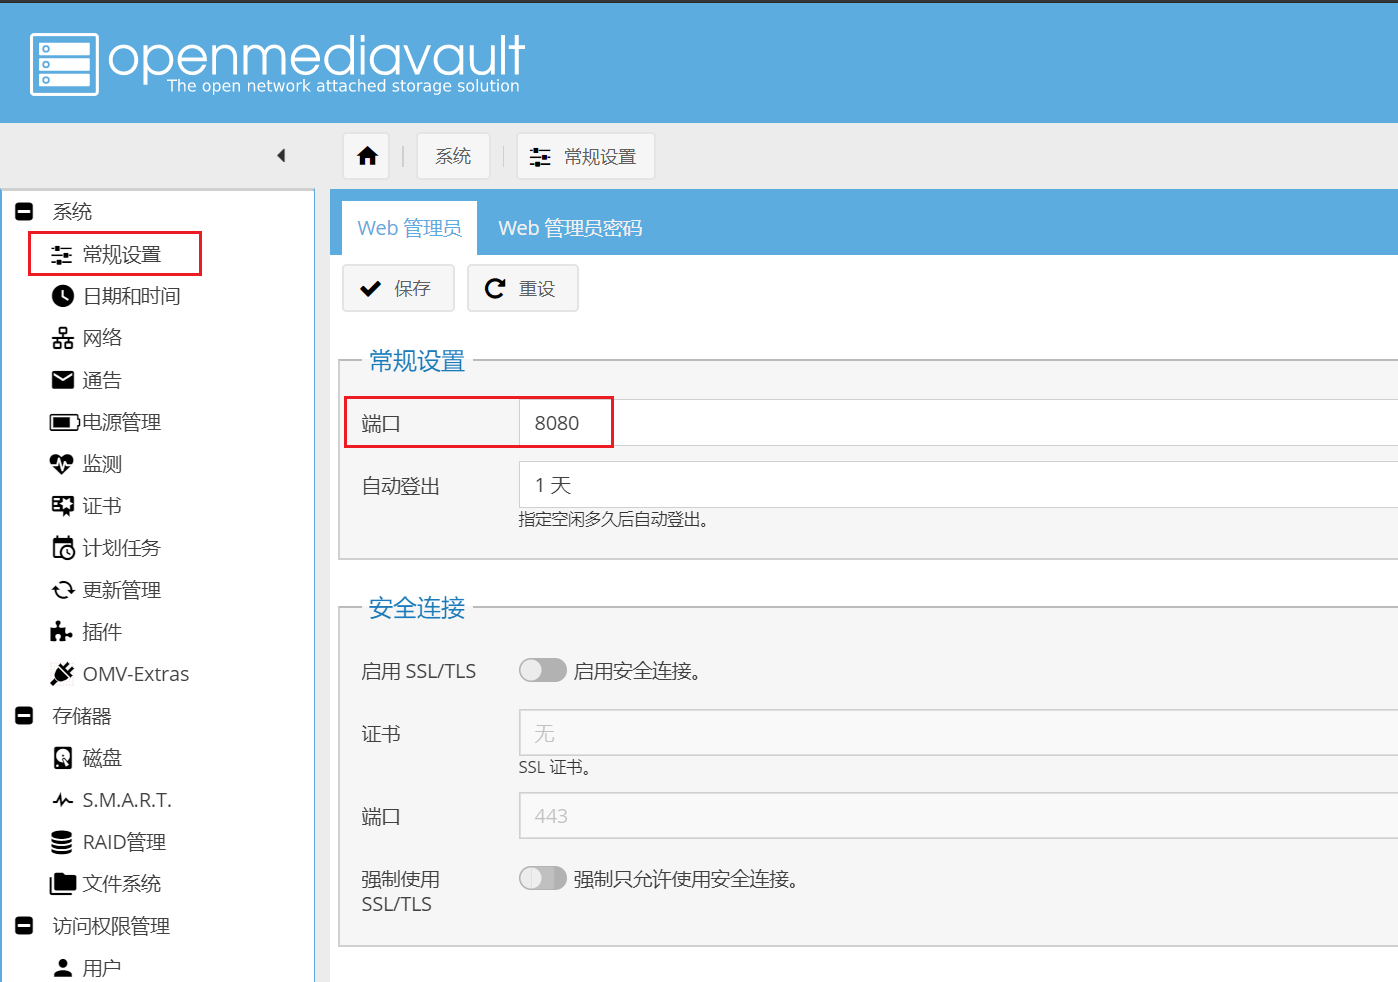 openmediavault
The open network attached storage solution
系统
常规设置
系统
常规设置
日期和时间
网络
通告
电源管理
监测
证书
计划任务
更新管理
插件
OMV-Extras
存储器
磁盘
S.M.A.R.T.
RAID管理
文件系统
访问权限管理
用户
Web 管理员
Web 管理员密码
保存
重设
常规设置
端口
8080
自动登出
1 天
指定空闲多久后自动登出。
安全连接
启用 SSL/TLS
启用安全连接。
证书
无
SSL 证书。
端口
443
强制使用
SSL/TLS
强制只允许使用安全连接。